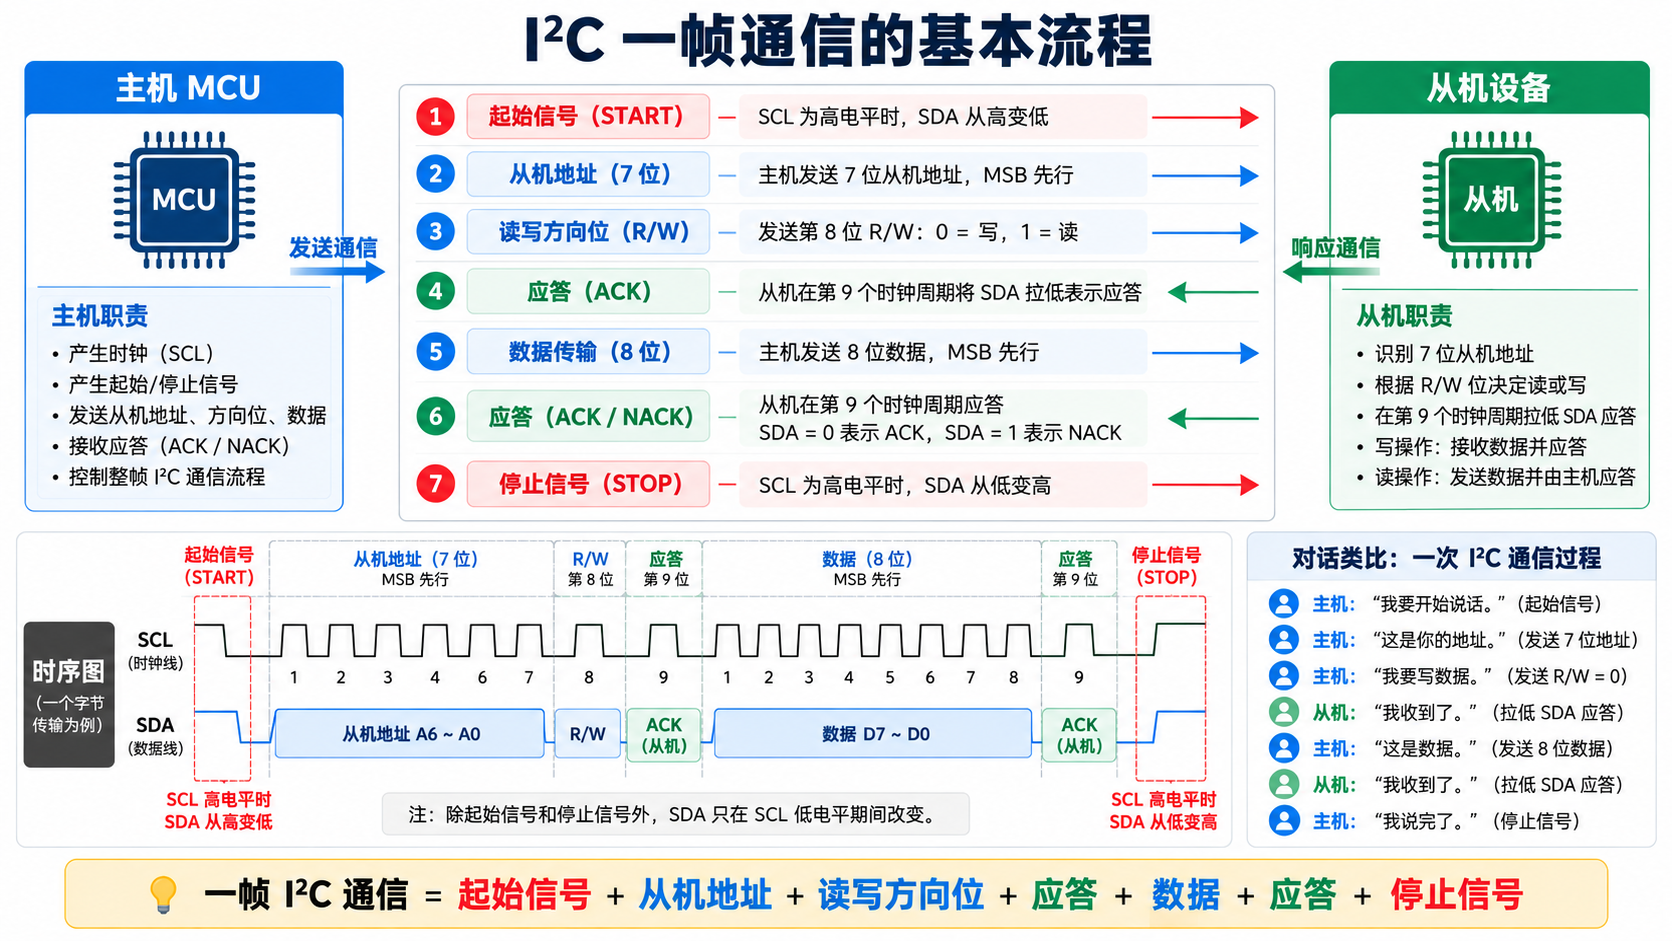 I²C 一帧通信的基本流程
主机 MCU
MCU
发送通信
主机职责
• 产生时钟（SCL）
• 产生起始/停止信号
• 发送从机地址、方向位、数据
• 接收应答（ACK / NACK）
• 控制整帧 I²C 通信流程
1 起始信号（START） SCL 为高电平时，SDA 从高变低
2 从机地址（7 位） 主机发送 7 位从机地址，MSB 先行
3 读写方向位（R/W） 发送第 8 位 R/W：0 = 写，1 = 读
4 应答（ACK） 从机在第 9 个时钟周期将 SDA 拉低表示应答
5 数据传输（8 位） 主机发送 8 位数据，MSB 先行
6 应答（ACK / NACK） 从机在第 9 个时钟周期应答
SDA = 0 表示 ACK，SDA = 1 表示 NACK
7 停止信号（STOP） SCL 为高电平时，SDA 从低变高
从机设备
从机
响应通信
从机职责
• 识别 7 位从机地址
• 根据 R/W 位决定读或写
• 在第 9 个时钟周期拉低 SDA 应答
• 写操作：接收数据并应答
• 读操作：发送数据并由主机应答
时序图
（一个字节
传输为例）
起始信号
（START）
从机地址（7 位）
MSB 先行
R/W
第 8 位
应答
第 9 位
数据（8 位）
MSB 先行
应答
第 9 位
停止信号
（STOP）
SCL
（时钟线）
1 2 3 4 5 6 7 8 9 1 2 3 4 5 6 7 8 9
SDA
（数据线）
从机地址 A6 ~ A0
R/W
ACK
（从机）
数据 D7 ~ D0
ACK
（从机）
SCL 高电平时
SDA 从高变低
注：除起始信号和停止信号外，SDA 只在 SCL 低电平期间改变。
SCL 高电平时
SDA 从低变高
对话类比：一次 I²C 通信过程
主机：“我要开始说话。”（起始信号）
主机：“这是你的地址。”（发送 7 位地址）
主机：“我要写数据。”（发送 R/W = 0）
从机：“我收到了。”（拉低 SDA 应答）
主机：“这是数据。”（发送 8 位数据）
从机：“我收到了。”（拉低 SDA 应答）
主机：“我说完了。”（停止信号）
一帧 I²C 通信 = 起始信号 + 从机地址 + 读写方向位 + 应答 + 数据 + 应答 + 停止信号